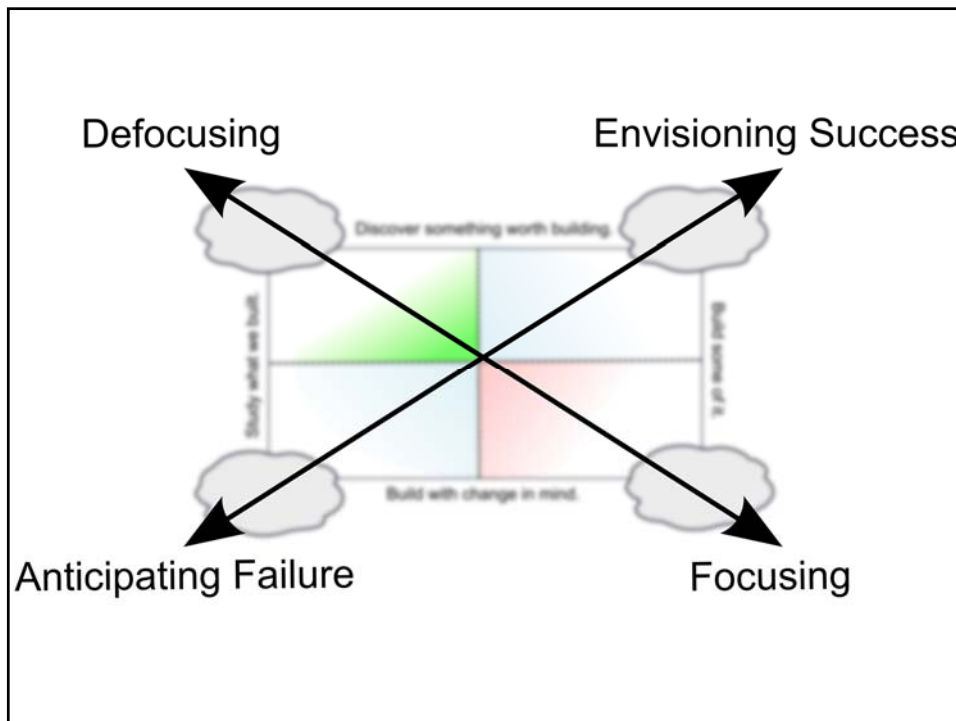 Defocusing
Envisioning Success
Discover something worth building.
Study what we built.
Build some of it.
Build with change in mind.
Anticipating Failure
Focusing